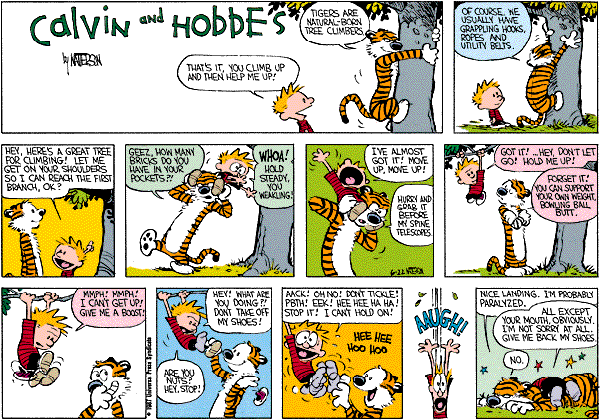 CALVIN and HOBBES
by WATTERSON
THAT'S IT, YOU CLIMB UP
AND THEN HELP ME UP!
TIGERS ARE
NATURAL-BORN
TREE CLIMBERS.
OF COURSE, WE
USUALLY HAVE
GRAPPLING HOOKS,
ROPES AND
UTILITY BELTS.
HEY, HERE'S A GREAT TREE
FOR CLIMBING! LET ME
GET ON YOUR SHOULDERS
SO I CAN REACH THE FIRST
BRANCH, OK?
GEEZ, HOW MANY
BRICKS DO YOU
HAVE IN YOUR
POCKETS?!
WHOA!
HOLD
STEADY,
YOU
WEAKLING!
I'VE ALMOST
GOT IT! MOVE
UP, MOVE UP!
HURRY AND
GRAB IT
BEFORE
MY SPINE
TELESCOPES.
6-22
GOT IT! ...HEY, DON'T LET
GO! HOLD ME UP!
FORGET IT!
YOU CAN SUPPORT
YOUR OWN WEIGHT,
BOWLING BALL
BUTT.
MMPH! MMPH!
I CAN'T GET UP!
GIVE ME A BOOST!
© 1987 Universal Press Syndicate
HEY! WHAT ARE
YOU DOING?!
DON'T TAKE OFF
MY SHOES!
ARE YOU
NUTS?
HEY, STOP!
AACK! OH NO! DON'T TICKLE!
PBTH! EEK! HEE HEE HA HA!
STOP IT! I CAN'T HOLD ON!
HEE HEE
HOO HOO
AAUGH!
NICE LANDING. I'M PROBABLY
PARALYZED.
ALL EXCEPT
YOUR MOUTH, OBVIOUSLY.
I'M NOT SORRY AT ALL.
GIVE ME BACK MY SHOES.
NO.